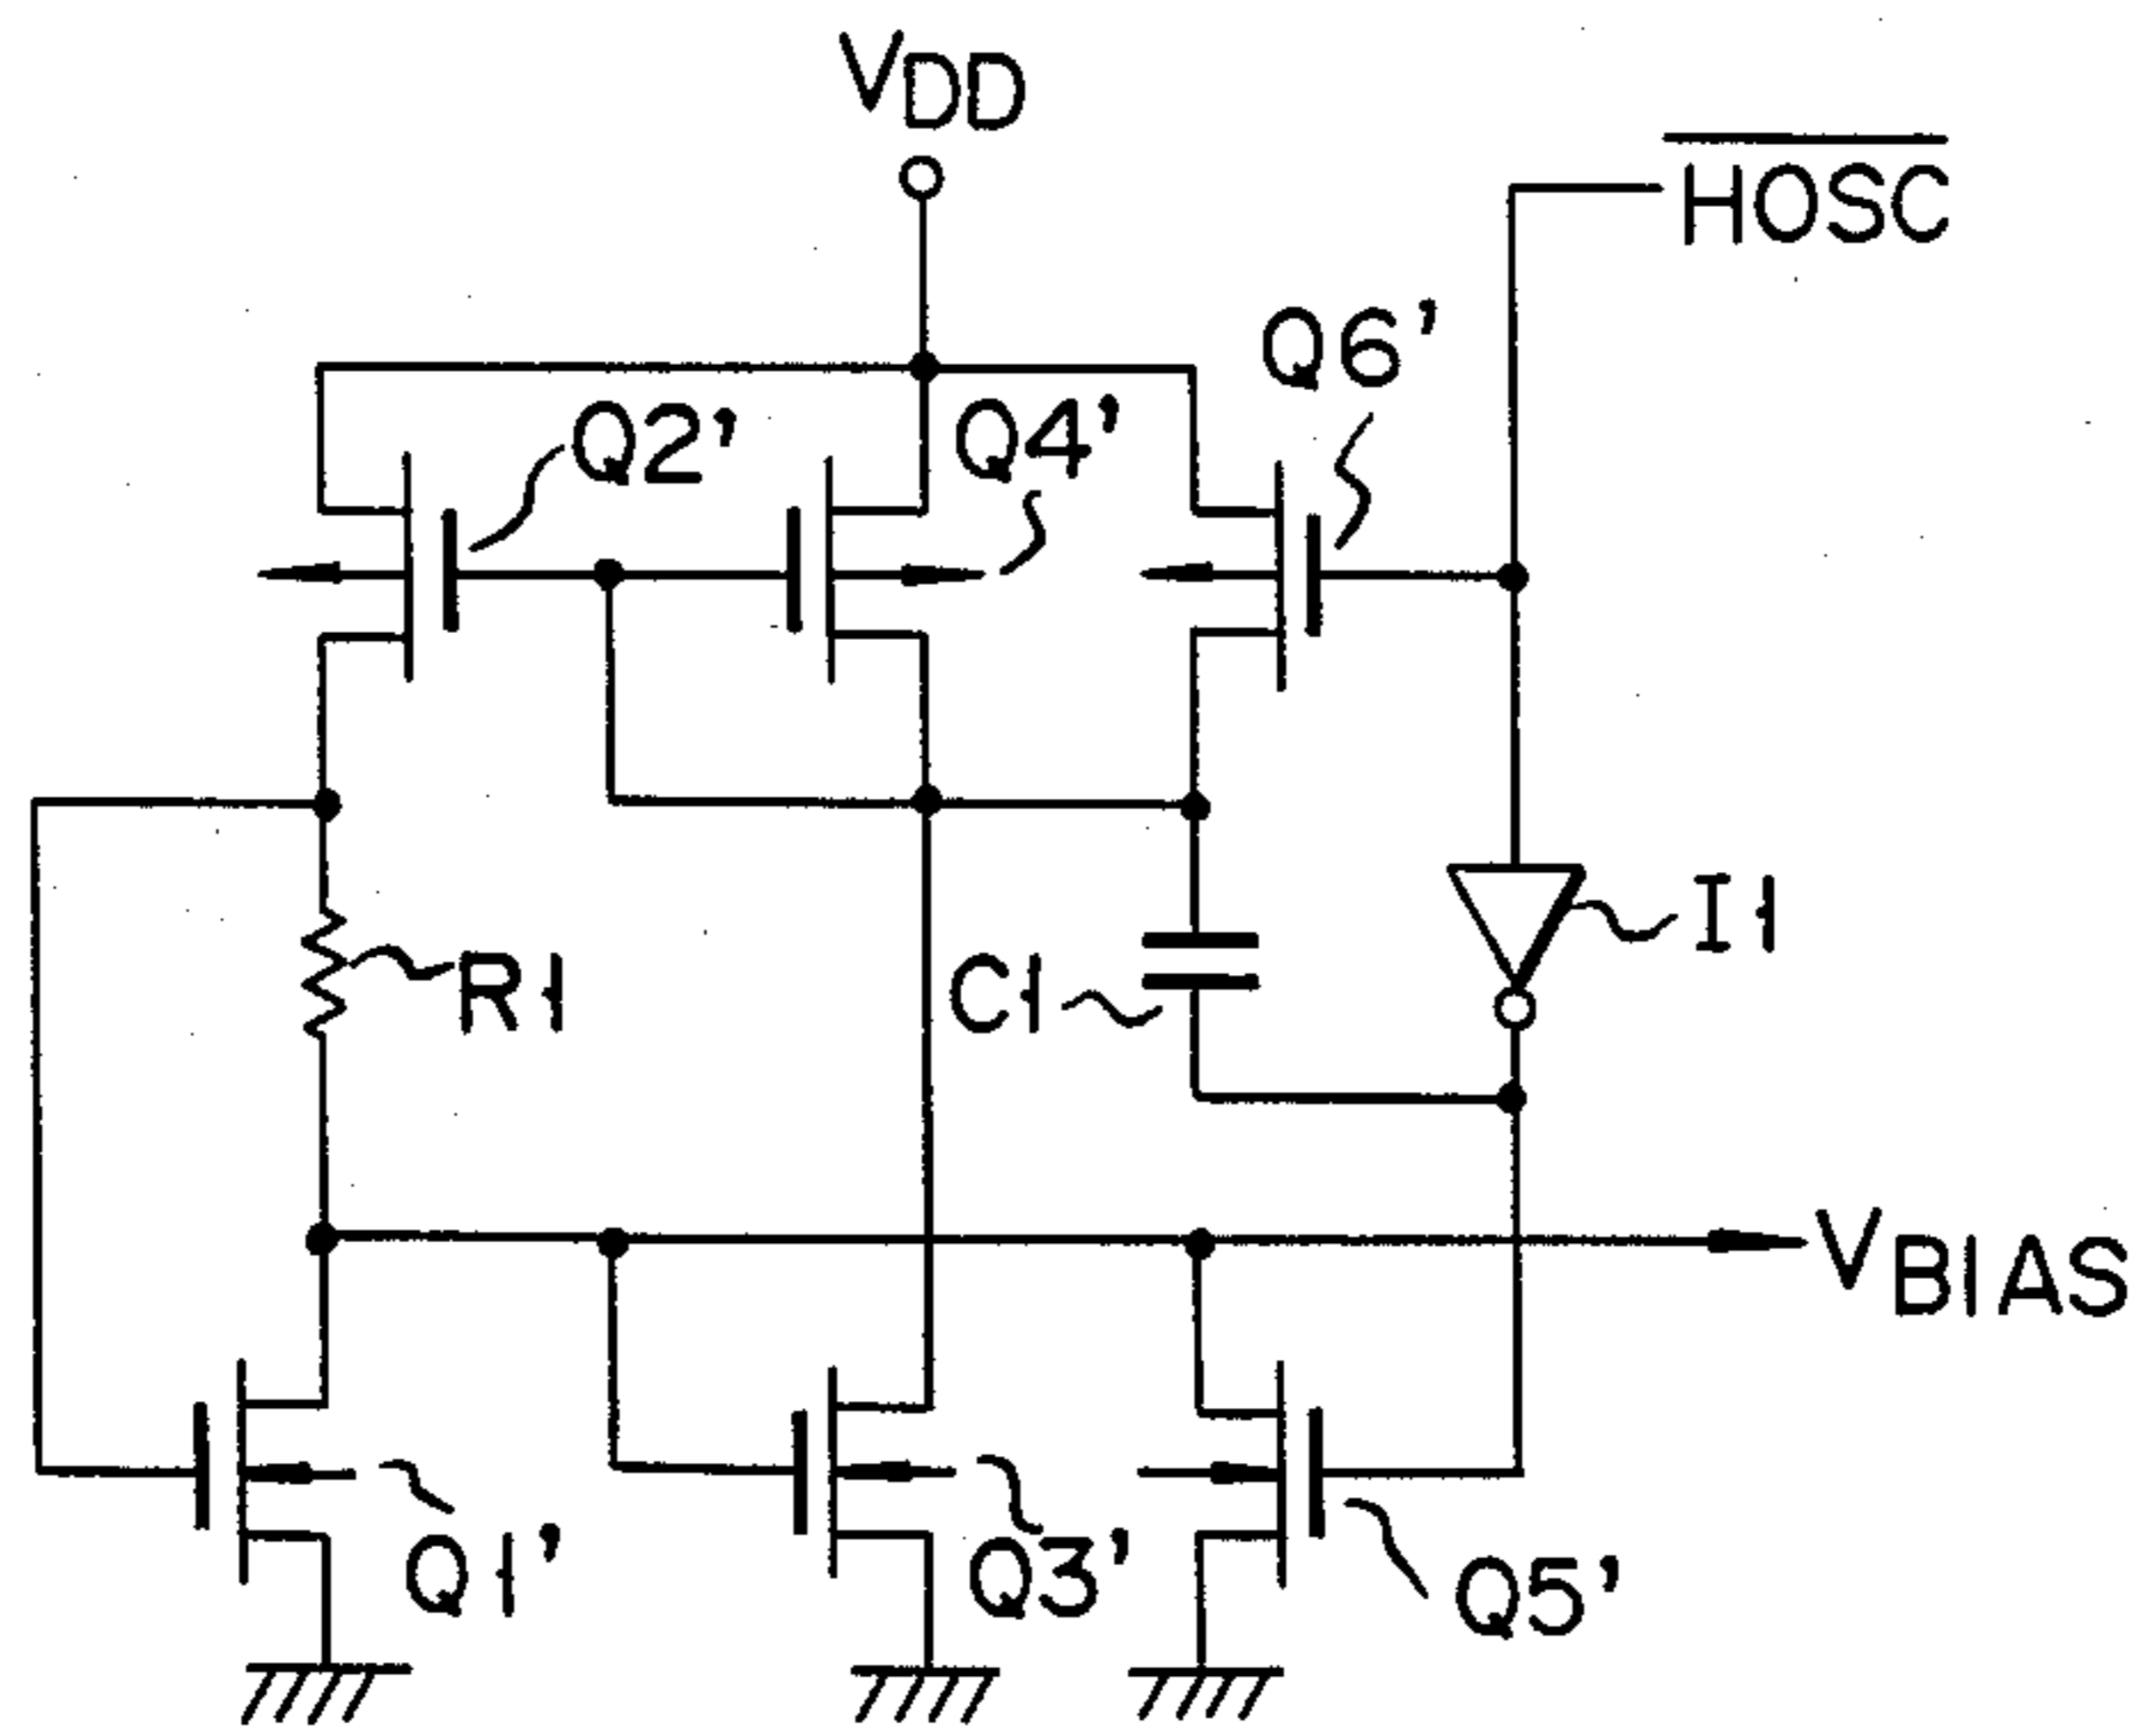 VDD
HOSC
Q6'
Q2'
Q4'
I1
R1
C1
VBIAS
Q1'
Q3'
Q5'